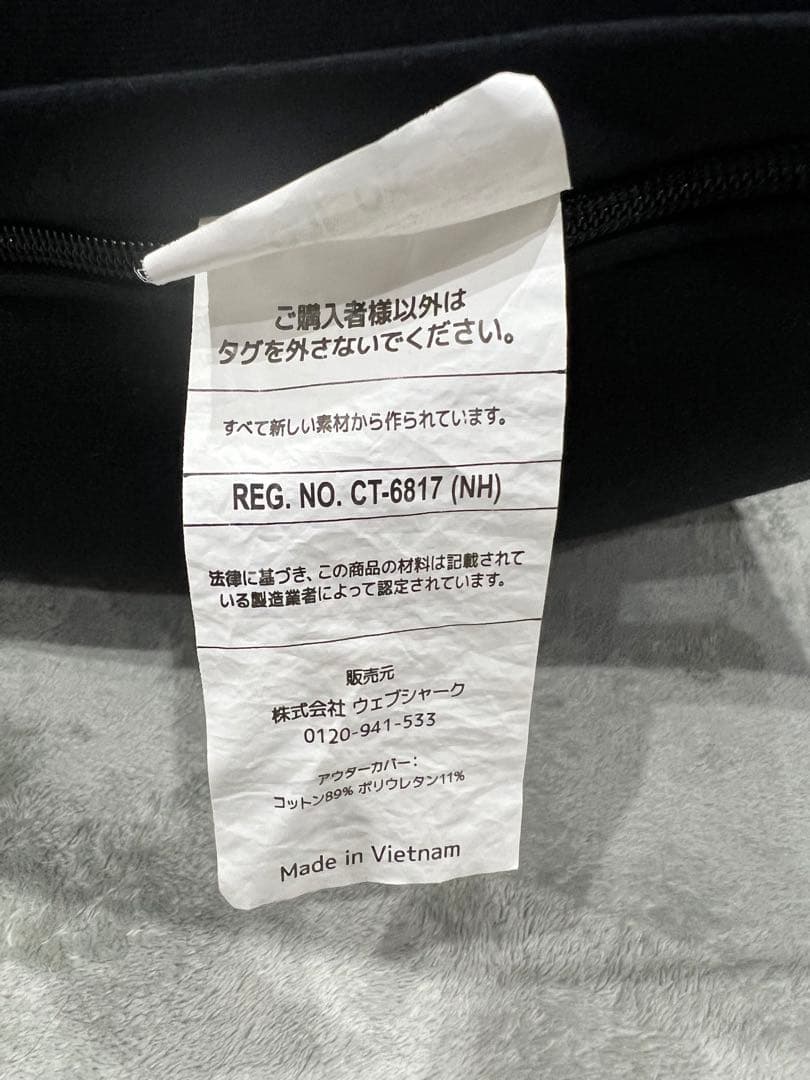 ご購入者様以外は
タグを外さないでください。
すべて新しい素材から作られています。
REG. NO. CT-6817 (NH)
法律に基づき、この商品の材料は記載されて
いる製造業者によって認定されています。
販売元
株式会社 ウェブシャーク
0120-941-533
アウターカバー：
コットン89% ポリウレタン11%
Made in Vietnam